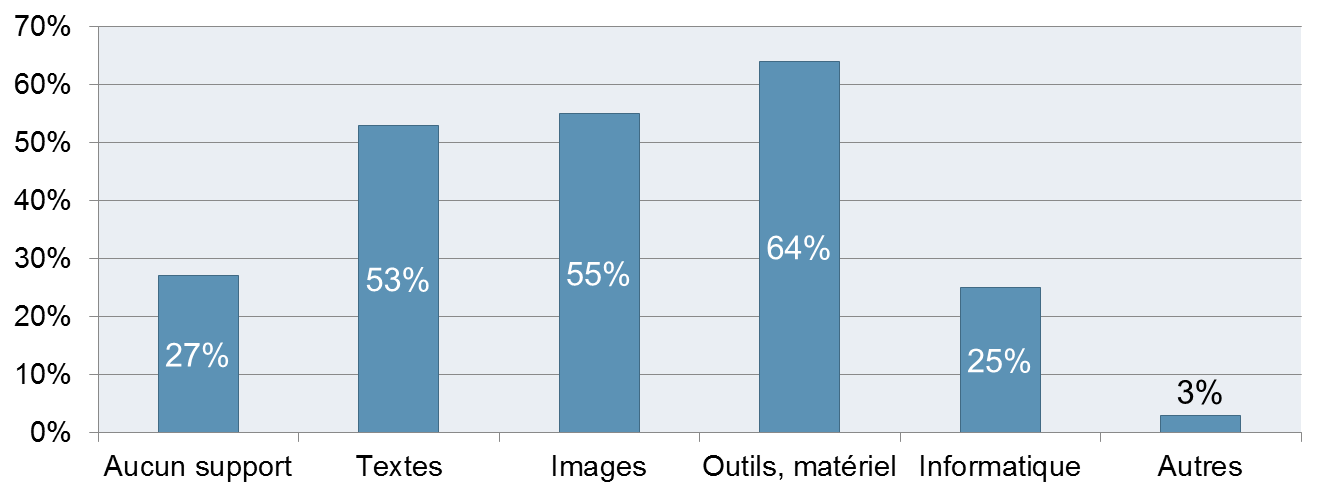 70%
60%
50%
40%
30%
20%
10%
0%
27%
53%
55%
64%
25%
3%
Aucun support
Textes
Images
Outils, matériel
Informatique
Autres